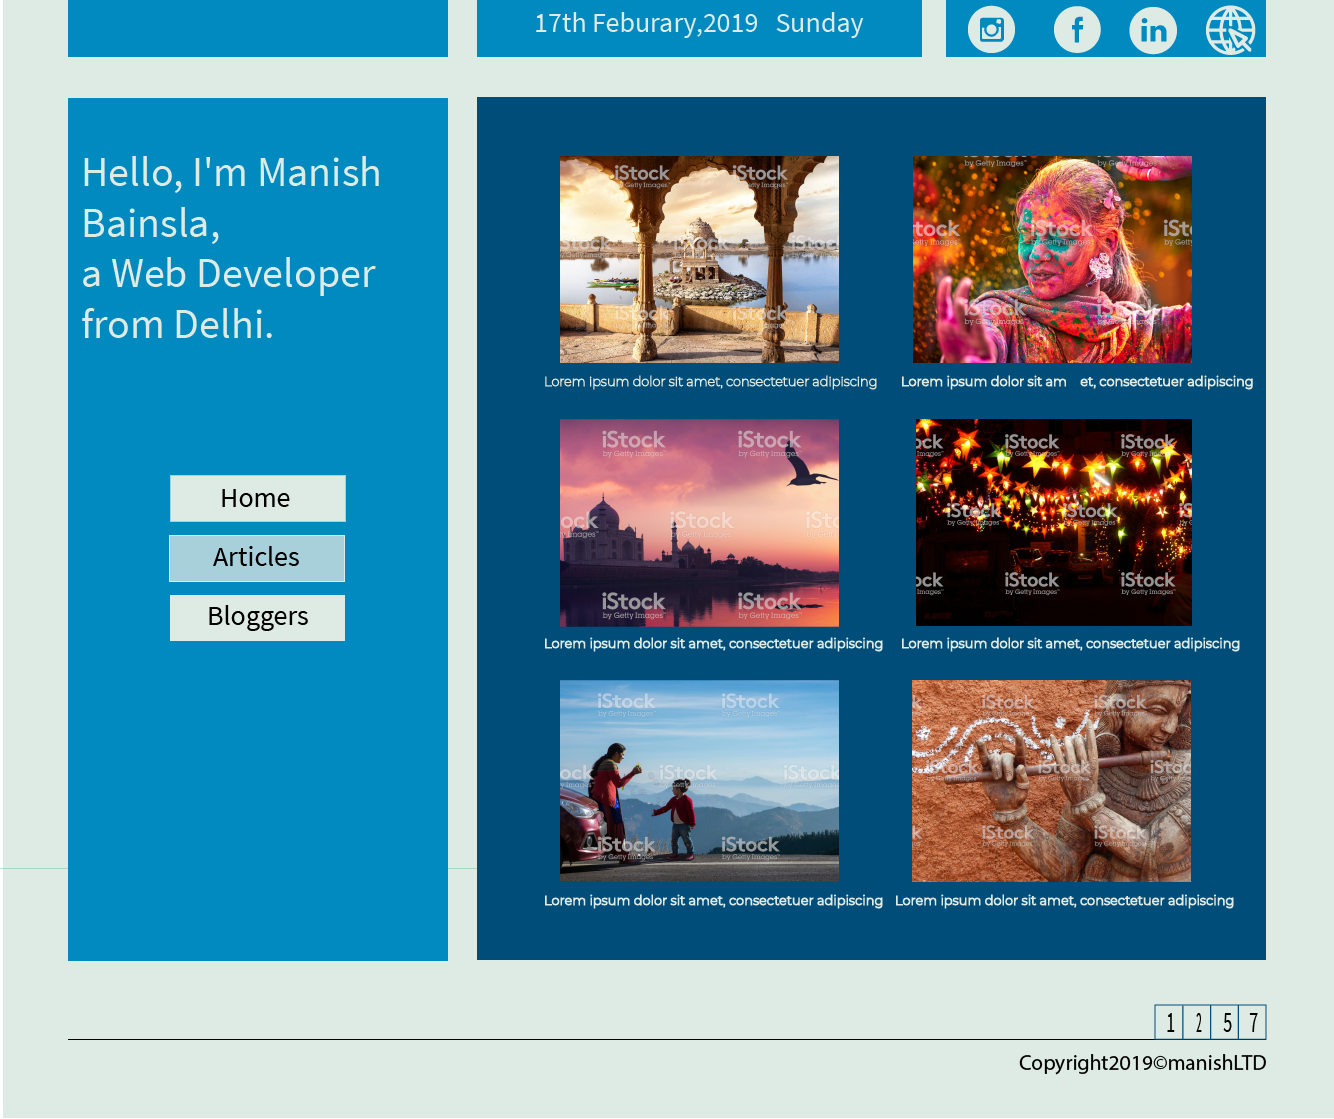 17th Feburary,2019 Sunday
Hello, I'm Manish
Bainsla,
a Web Developer
from Delhi.
Home
Articles
Bloggers
iStock
by Getty Images
Lorem ipsum dolor sit amet, consectetuer adipiscing
Lorem ipsum dolor sit am et, consectetuer adipiscing
Lorem ipsum dolor sit amet, consectetuer adipiscing
Lorem ipsum dolor sit amet, consectetuer adipiscing
Lorem ipsum dolor sit amet, consectetuer adipiscing
Lorem ipsum dolor sit amet, consectetuer adipiscing
1 2 5 7
Copyright2019©manishLTD